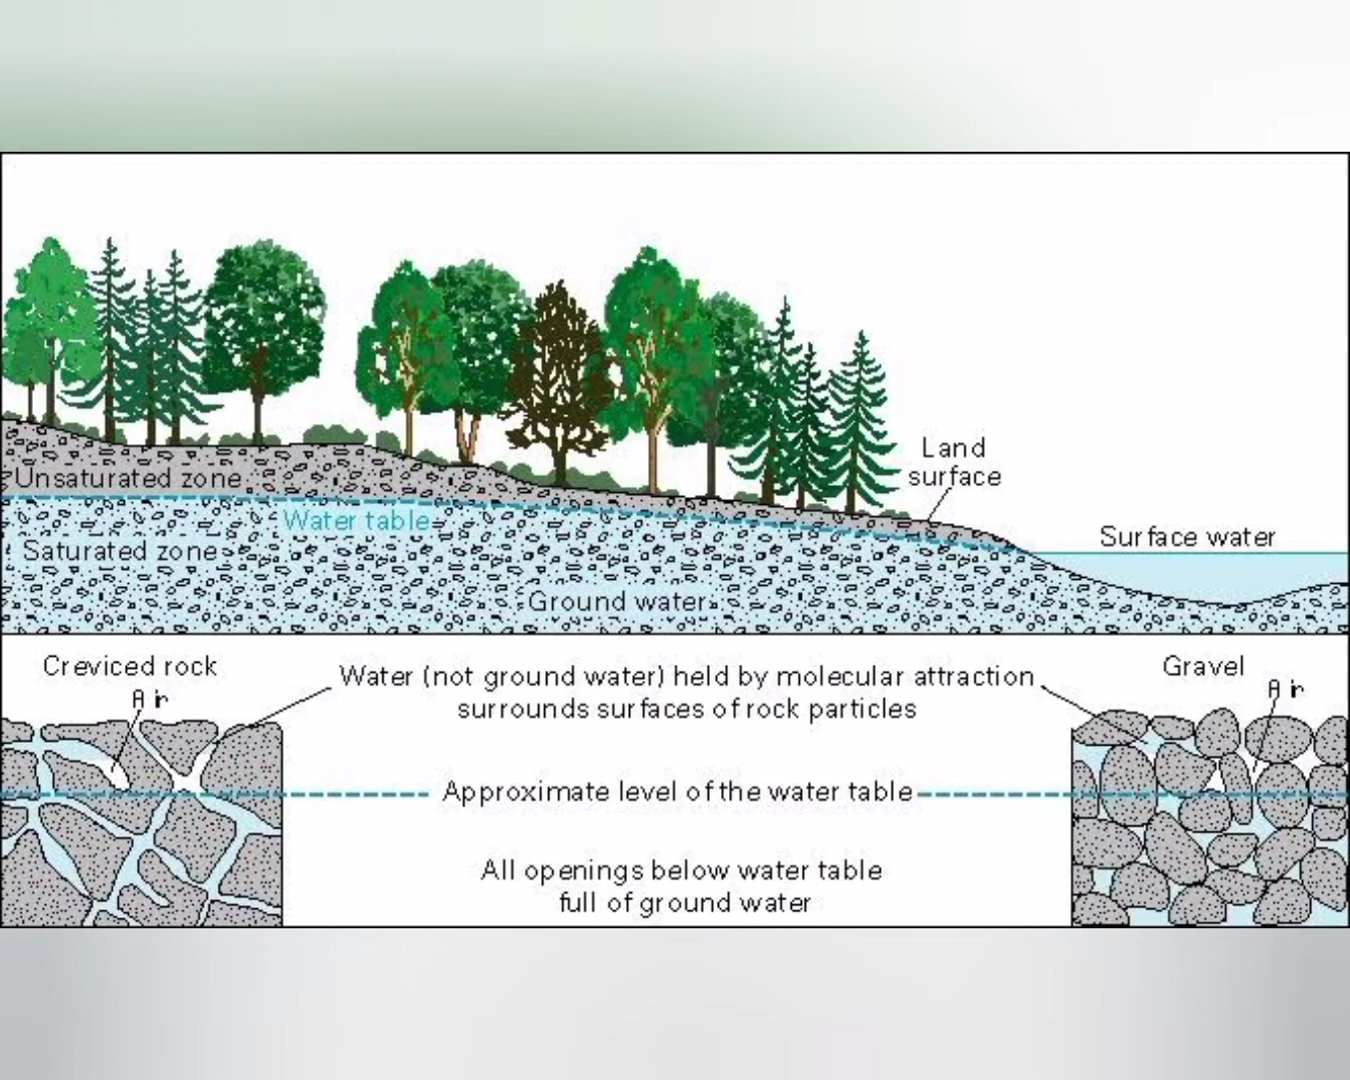 Land
surface
Unsaturated zone
Water table
Surface water
Saturated zone
Ground water
Creviced rock
Air
Water (not ground water) held by molecular attraction
surrounds surfaces of rock particles
Gravel
Air
Approximate level of the water table
All openings below water table
full of ground water